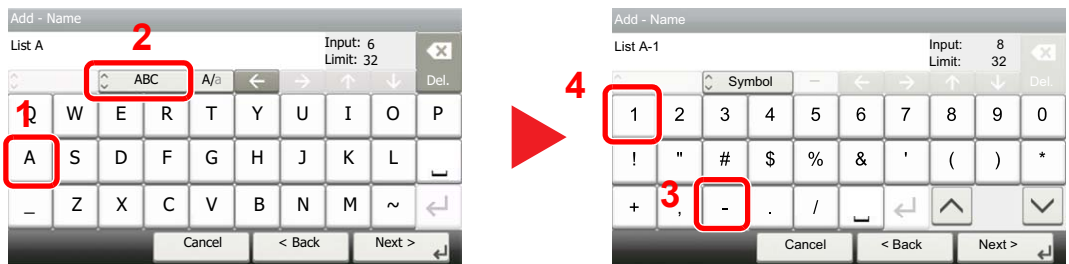 Add - Name
List A
2
Input: 6
Limit: 32
ABC
A/a
Del.
1
Q W E R T Y U I O P
A S D F G H J K L
_ Z X C V B N M ~
Cancel
< Back
Next >
Add - Name
List A-1
Input: 8
Limit: 32
4
Symbol
Del.
1 2 3 4 5 6 7 8 9 0
! " # $ % & ' ( ) *
3
+ , - . /
Cancel
< Back
Next >